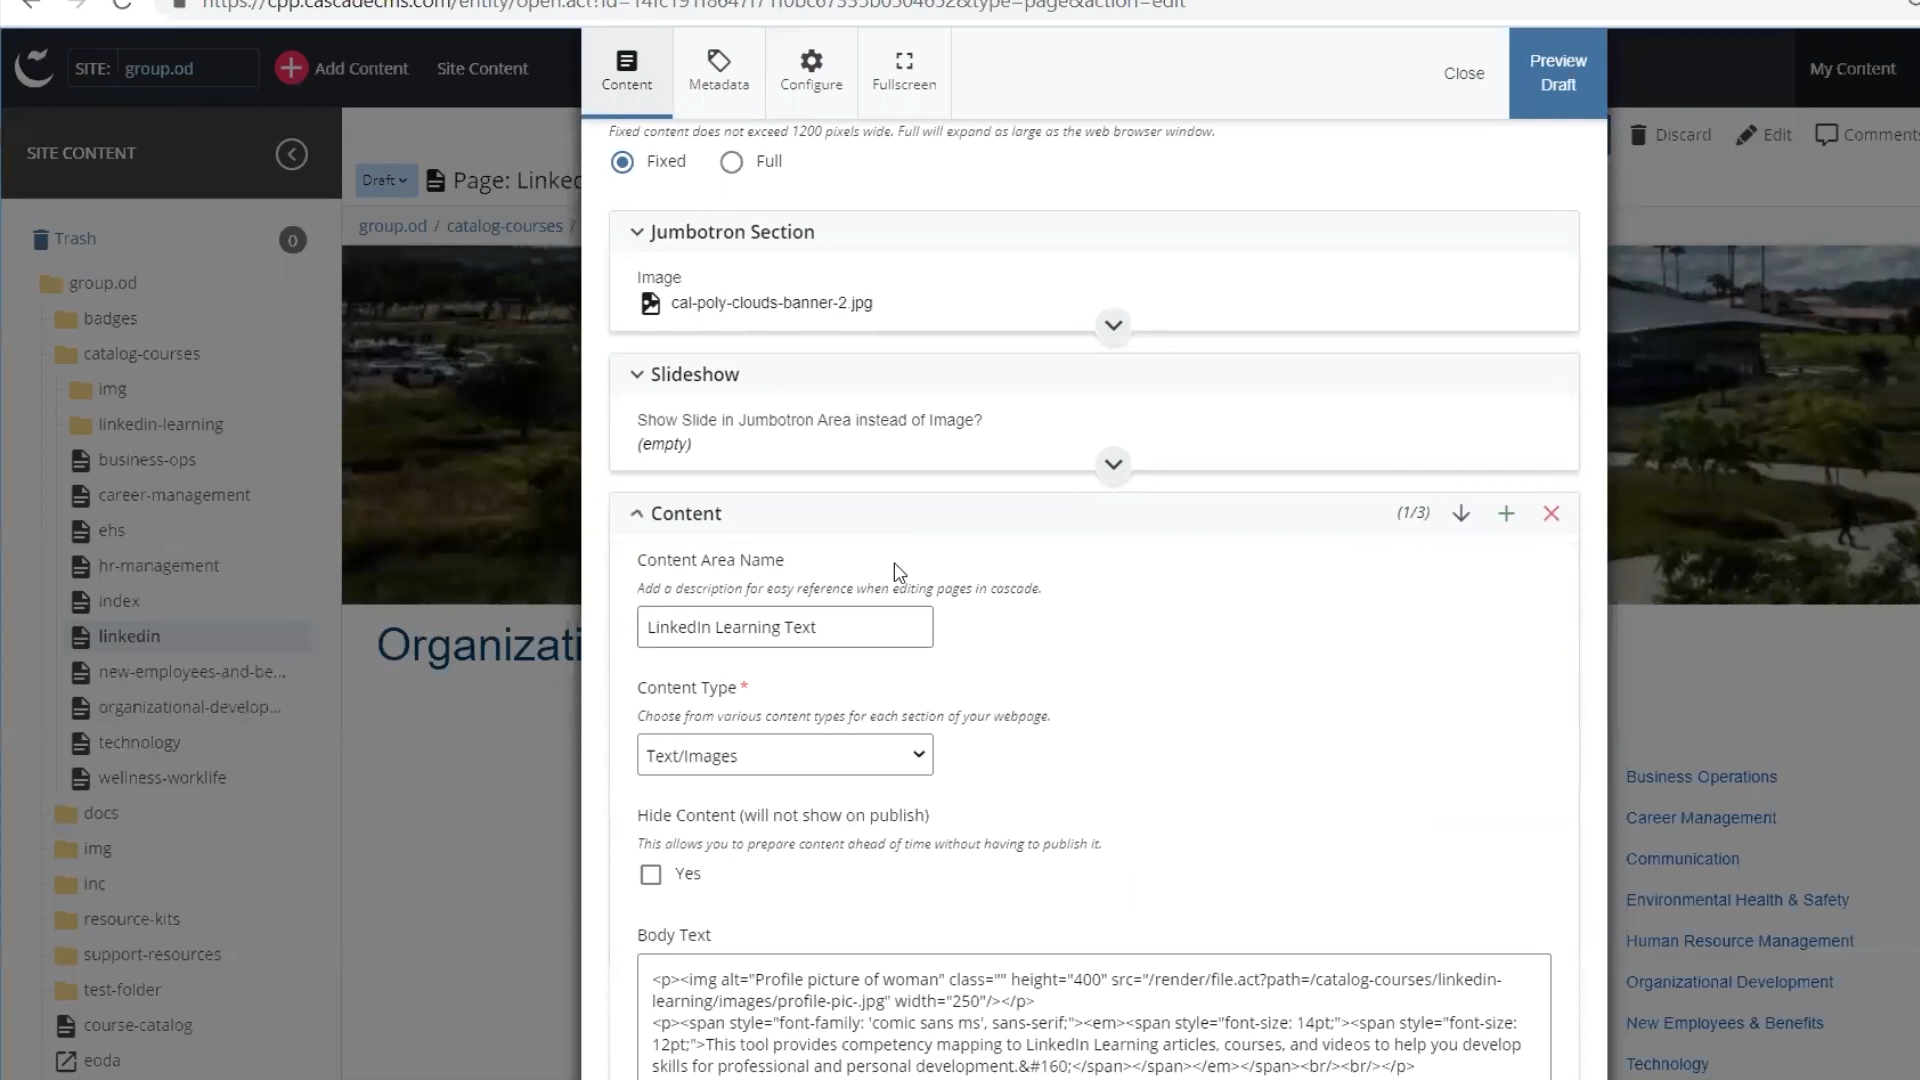 https://cpp.cascadecms.com/entity/open.act?id=14fc191f8647f71f0bc67335b0504652&type=page&action=edit
SITE: group.od
Add Content
Site Content
Content
Metadata
Configure
Fullscreen
Close
Preview Draft
My Content
SITE CONTENT
Discard
Edit
Comments
Draft
Page: Linked
group.od / catalog-courses /
Fixed content does not exceed 1200 pixels wide. Full will expand as large as the web browser window.
Fixed
Full
Trash
0
group.od
badges
catalog-courses
img
linkedin-learning
business-ops
career-management
ehs
hr-management
index
linkedin
new-employees-and-be...
organizational-develop...
technology
wellness-worklife
docs
img
inc
resource-kits
support-resources
test-folder
course-catalog
eoda
Organizati
Jumbotron Section
Image
cal-poly-clouds-banner-2.jpg
Slideshow
Show Slide in Jumbotron Area instead of Image?
(empty)
Content
(1/3)
Content Area Name
Add a description for easy reference when editing pages in cascade.
LinkedIn Learning Text
Content Type *
Choose from various content types for each section of your webpage.
Text/Images
Hide Content (will not show on publish)
This allows you to prepare content ahead of time without having to publish it.
Yes
Body Text
<p><img alt="Profile picture of woman" class="" height="400" src="/render/file.act?path=/catalog-courses/linkedin-
learning/images/profile-pic-.jpg" width="250"/></p>
<p><span style="font-family: 'comic sans ms', sans-serif;"><em><span style="font-size: 14pt;"><span style="font-size:
12pt;">This tool provides competency mapping to LinkedIn Learning articles, courses, and videos to help you develop
skills for professional and personal development.&#160;</span></span></em></span><br/><br/></p>
Business Operations
Career Management
Communication
Environmental Health & Safety
Human Resource Management
Organizational Development
New Employees & Benefits
Technology